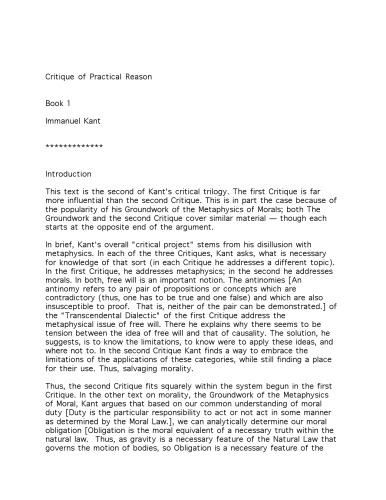 Critique of Practical Reason
Book 1
Immanuel Kant
*************
Introduction
This text is the second of Kant's critical trilogy. The first Critique is far
more influential than the second Critique. This is in part the case because of
the popularity of his Groundwork of the Metaphysics of Morals; both The
Groundwork and the second Critique cover similar material — though each
starts at the opposite end of the argument.
In brief, Kant's overall "critical project" stems from his disillusion with
metaphysics. In each of the three Critiques, Kant asks, what is necessary
for knowledge of that sort (in each Critique he addresses a different topic).
In the first Critique, he addresses metaphysics; in the second he addresses
morals. In both, free will is an important notion. The antinomies [An
antinomy refers to any pair of propositions or concepts which are
contradictory (thus, one has to be true and one false) and which are also
insusceptible to proof.  That is, neither of the pair can be demonstrated.] of
the "Transcendental Dialectic" of the first Critique address the
metaphysical issue of free will. There he explains why there seems to be
tension between the idea of free will and that of causality. The solution, he
suggests, is to know the limitations, to know were to apply these ideas, and
where not to. In the second Critique Kant finds a way to embrace the
limitations of the applications of these categories, while still finding a place
for their use. Thus, salvaging morality.
Thus, the second Critique fits squarely within the system begun in the first
Critique. In the other text on morality, the Groundwork of the Metaphysics
of Moral, Kant argues that based on our common understanding of moral
duty [Duty is the particular responsibility to act or not act in some manner
as determined by the Moral Law.], we can analytically determine our moral
obligation [Obligation is the moral equivalent of a necessary truth within the
natural law.  Thus, as gravity is a necessary feature of the Natural Law that
governs the motion of bodies, so Obligation is a necessary feature of the